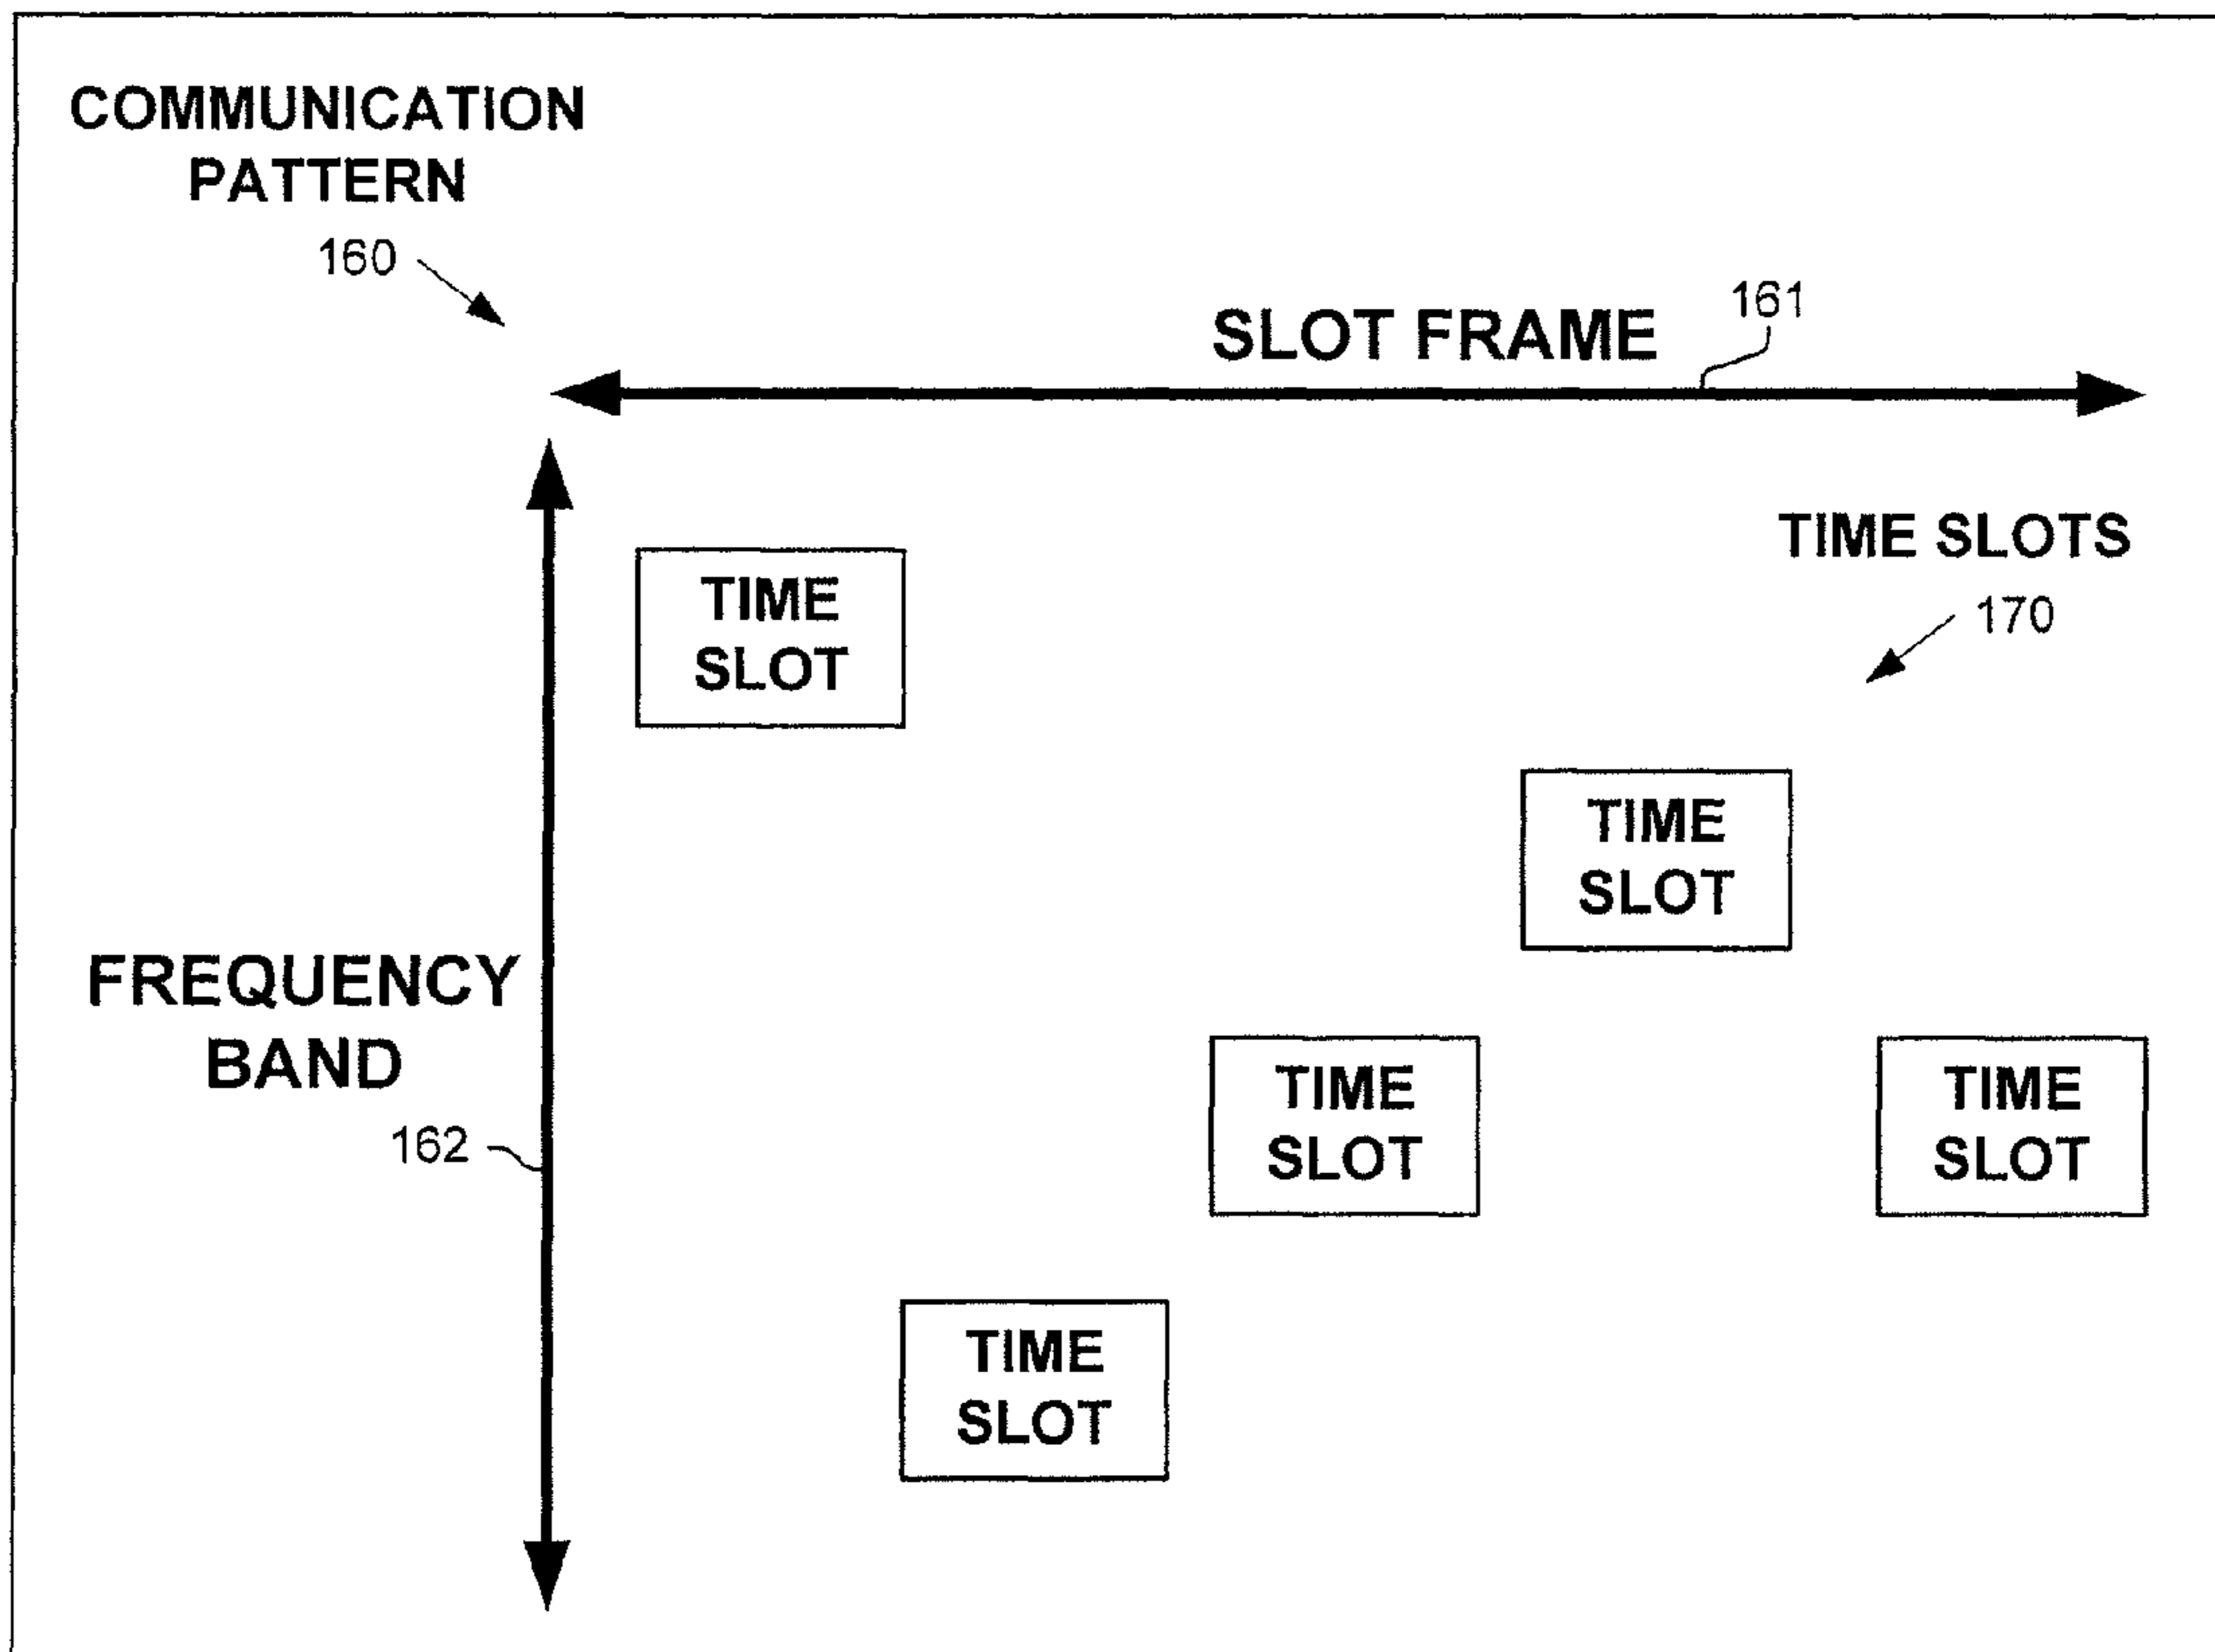 COMMUNICATION
PATTERN
160
161
SLOT FRAME
TIME SLOTS
170
TIME
SLOT
TIME
SLOT
FREQUENCY
BAND
162
TIME
SLOT
TIME
SLOT
TIME
SLOT